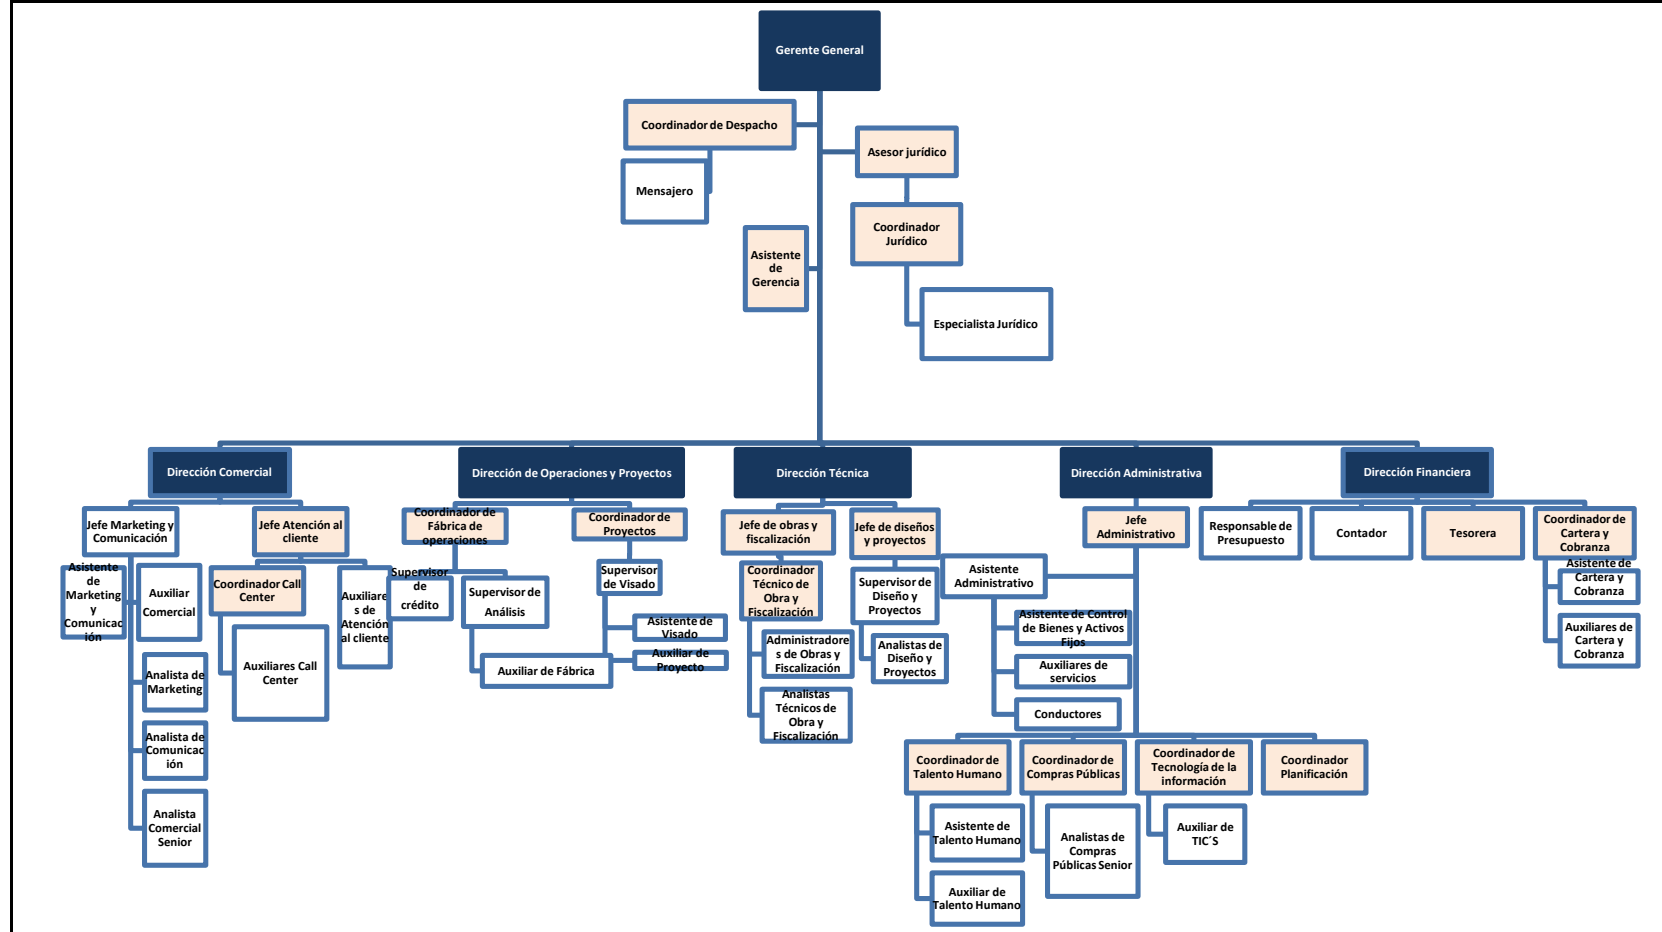 Gerente General
Coordinador de Despacho
Mensajero
Asesor jurídico
Coordinador
Jurídico
Asistente
de
Gerencia
Especialista Jurídico
Dirección Comercial
Dirección de Operaciones y Proyectos
Dirección Técnica
Dirección Administrativa
Dirección Financiera
Jefe Marketing y
Comunicación
Asistente
de
Marketing
y
Comunicac
ión
Auxiliar
Comercial
Analista de
Marketing
Analista de
Comunicac
ión
Analista
Comercial
Senior
Jefe Atención al
cliente
Coordinador Call
Center
Auxiliares Call
Center
Auxiliare
s de
Atención
al cliente
Coordinador de
Fábrica de
operaciones
Supervisor
de
crédito
Supervisor de
Análisis
Auxiliar de Fábrica
Coordinador de
Proyectos
Supervisor
de Visado
Asistente de
Visado
Auxiliar de
Proyecto
Jefe de obras y
fiscalización
Coordinador
Técnico de
Obra y
Fiscalización
Administradore
s de Obras y
Fiscalización
Analistas
Técnicos de
Obra y
Fiscalización
Jefe de diseños
y proyectos
Supervisor de
Diseño y
Proyectos
Analistas de
Diseño y
Proyectos
Jefe
Administrativo
Asistente
Administrativo
Asistente de Control
de Bienes y Activos
Fijos
Auxiliares de
servicios
Conductores
Coordinador de
Talento Humano
Asistente de
Talento Humano
Auxiliar de
Talento Humano
Coordinador de
Compras Públicas
Analistas de
Compras
Públicas Senior
Coordinador de
Tecnología de la
información
Auxiliar de
TIC´S
Coordinador
Planificación
Responsable de
Presupuesto
Contador
Tesorera
Coordinador de
Cartera y
Cobranza
Asistente de
Cartera y
Cobranza
Auxiliares de
Cartera y
Cobranza